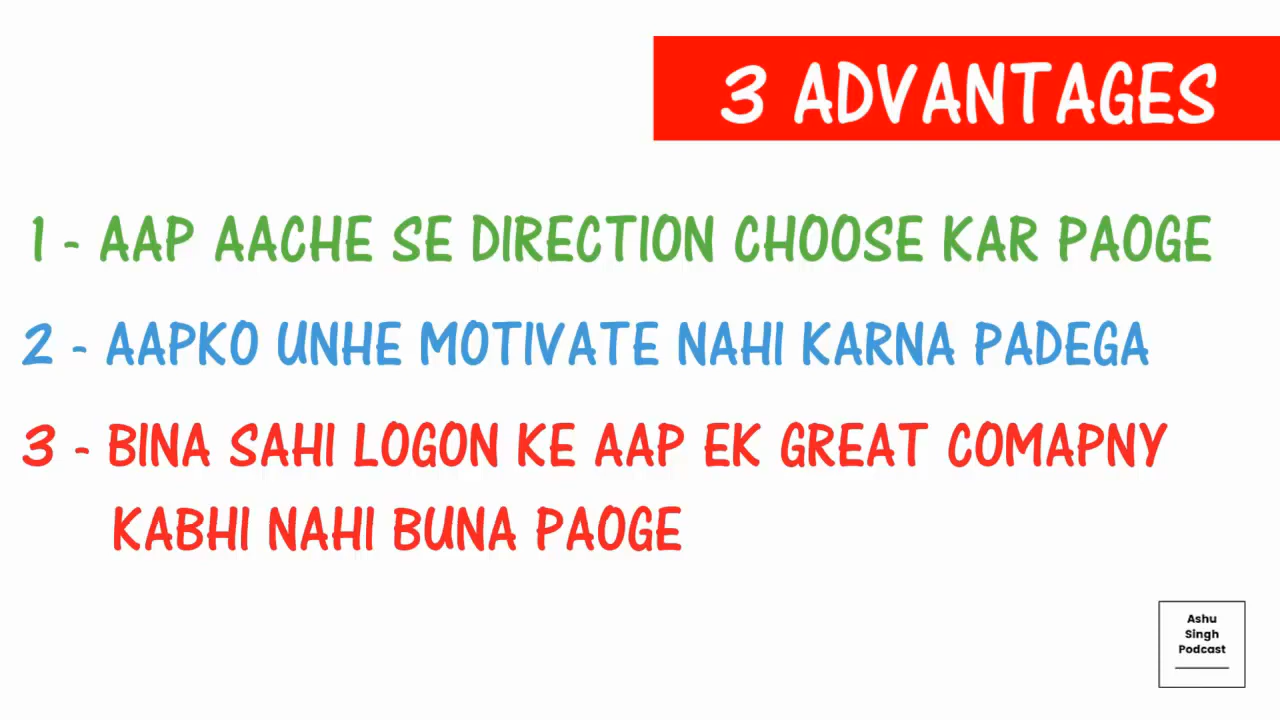 3 ADVANTAGES
1 - AAP AACHE SE DIRECTION CHOOSE KAR PAOGE
2 - AAPKO UNHE MOTIVATE NAHI KARNA PADEGA
3 - BINA SAHI LOGON KE AAP EK GREAT COMAPNY
KABHI NAHI BUNA PAOGE
Ashu
Singh
Podcast